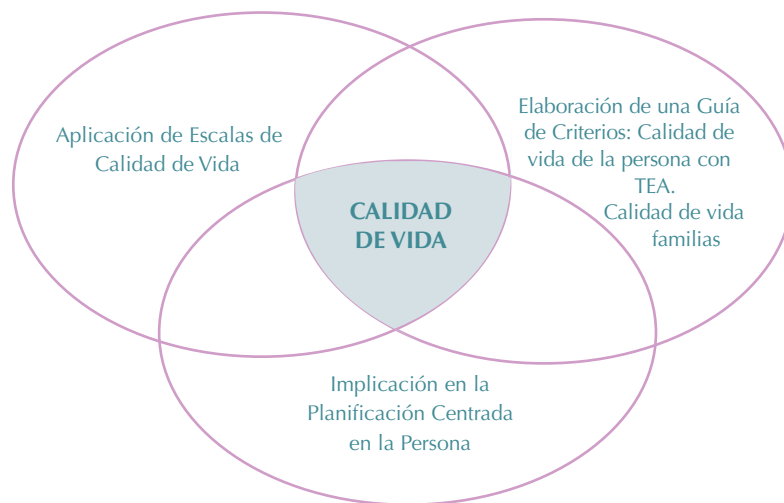 Aplicación de Escalas de
Calidad de Vida
Elaboración de una Guía
de Criterios: Calidad de
vida de la persona con
TEA.
Calidad de vida
familias
CALIDAD
DE VIDA
Implicación en la
Planificación Centrada
en la Persona